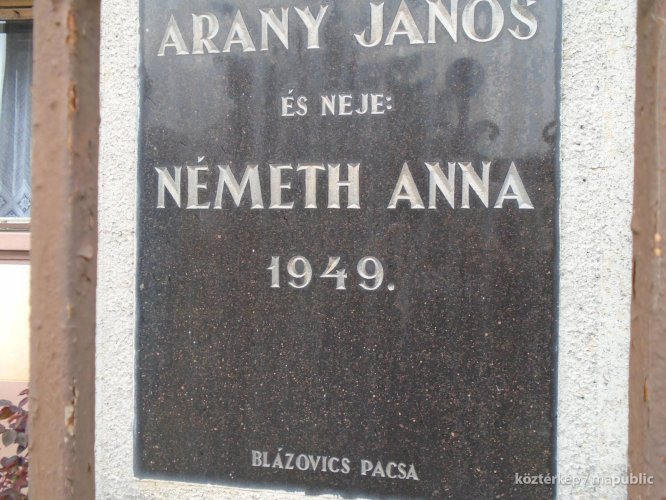 ARANY JÁNOS
ÉS NEJE:
NÉMETH ANNA
1949.
BLÁZOVICS PACSA
köztérkép / mapublic